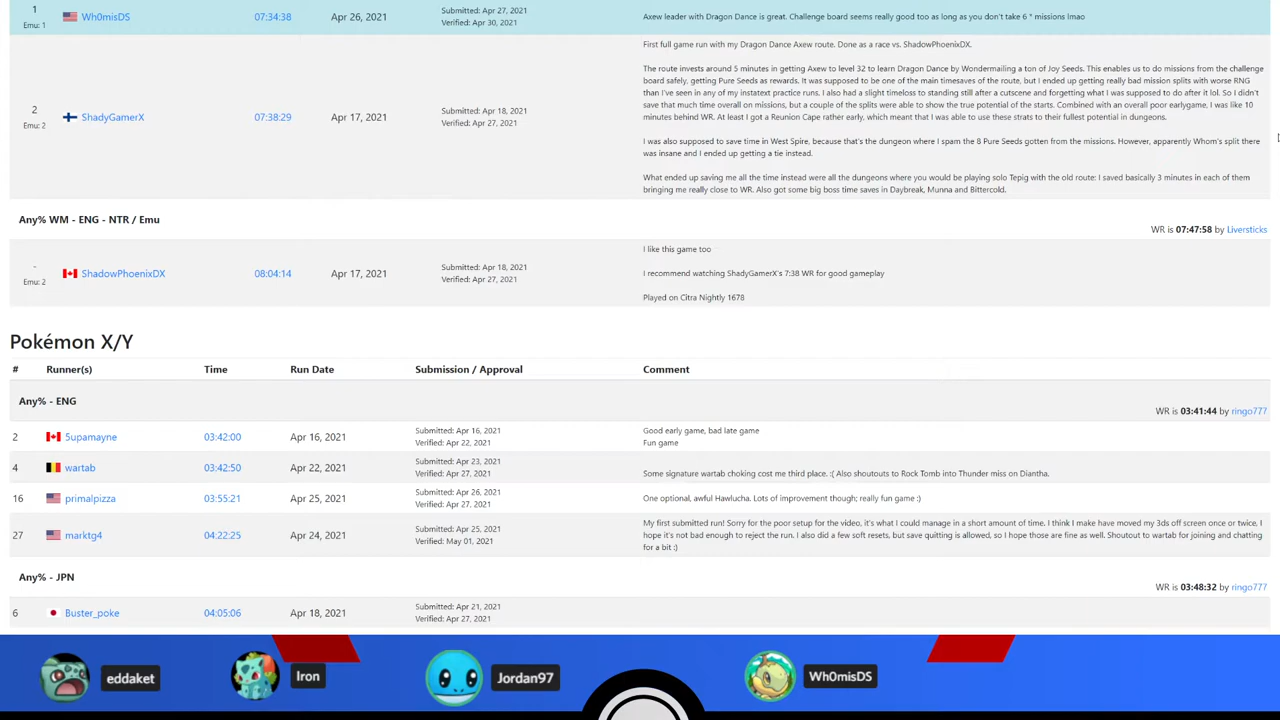 1 Wh0misDS 07:34:38 Apr 26, 2021 Submitted: Apr 27, 2021 Axew leader with Dragon Dance is great. Challenge board seems really good too as long as you don't take 6 * missions lmao
Emu: 1 Verified: Apr 30, 2021
First full game run with my Dragon Dance Axew route. Done as a race vs. ShadowPhoenixDX.
The route invests around 5 minutes in getting Axew to level 32 to learn Dragon Dance by Wondermailing a ton of Joy Seeds. This enables us to do missions from the challenge
board safely, getting Pure Seeds as rewards. It was supposed to be one of the main timesaves of the route, but I ended up getting really bad mission splits with worse RNG
than I've seen in any of my instatext practice runs. I also had a slight timeloss to standing still after a cutscene and forgetting what I was supposed to do after it lol. So I didn't
save that much time overall on missions, but a couple of the splits were able to show the true potential of the starts. Combined with an overall poor earlygame, I was like 10
minutes behind WR. At least I got a Reunion Cape rather early, which meant that I was able to use these strats to their fullest potential in dungeons.
2 ShadyGamerX 07:38:29 Apr 17, 2021 Submitted: Apr 18, 2021
Emu: 2 Verified: Apr 27, 2021
I was also supposed to save time in West Spire, because that's the dungeon where I spam the 8 Pure Seeds gotten from the missions. However, apparently Whom's split there
was insane and I ended up getting a tie instead.
What ended up saving me all the time instead were all the dungeons where you would be playing solo Tepig with the old route; I saved basically 3 minutes in each of them
bringing me really close to WR. Also got some big boss time saves in Daybreak, Munna and Bittercold.
Any% WM - ENG - NTR / Emu
WR is 07:47:58 by Liversticks
I like this game too
- ShadowPhoenixDX 08:04:14 Apr 17, 2021 Submitted: Apr 18, 2021 I recommend watching ShadyGamerX's 7:38 WR for good gameplay
Emu: 2 Verified: Apr 27, 2021
Played on Citra Nightly 1678
Pokémon X/Y
# Runner(s) Time Run Date Submission / Approval Comment
Any% - ENG
WR is 03:41:44 by ringo777
2 5upamayne 03:42:00 Apr 16, 2021 Submitted: Apr 16, 2021 Good early game, bad late game
Verified: Apr 22, 2021 Fun game
4 wartab 03:42:50 Apr 22, 2021 Submitted: Apr 23, 2021
Verified: Apr 27, 2021 Some signature wartab choking cost me third place. :( Also shoutouts to Rock Tomb into Thunder miss on Diantha.
16 primalpizza 03:55:21 Apr 25, 2021 Submitted: Apr 26, 2021 One optional, awful Hawlucha. Lots of improvement though; really fun game :)
Verified: Apr 27, 2021
27 marktg4 04:22:25 Apr 24, 2021 Submitted: Apr 25, 2021 My first submitted run! Sorry for the poor setup for the video, it's what I could manage in a short amount of time. I think I make have moved my 3ds off screen once or twice, I
Verified: May 01, 2021 hope it's not bad enough to reject the run. I also did a few soft resets, but save quitting is allowed, so I hope those are fine as well. Shoutout to wartab for joining and chatting
for a bit :)
Any% - JPN
WR is 03:48:32 by ringo777
6 Buster_poke 04:05:06 Apr 18, 2021 Submitted: Apr 21, 2021
Verified: Apr 27, 2021
eddaket Iron Jordan97 Wh0misDS